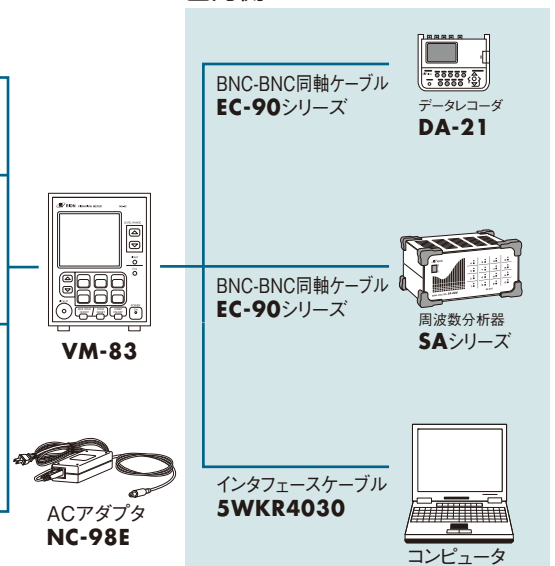 BNC-BNC同軸ケーブル
EC-90シリーズ
データレコーダ
DA-21
RION
VM-83
BNC-BNC同軸ケーブル
EC-90シリーズ
周波数分析器
SAシリーズ
ACアダプタ
NC-98E
インタフェースケーブル
5WKR4030
コンピュータ